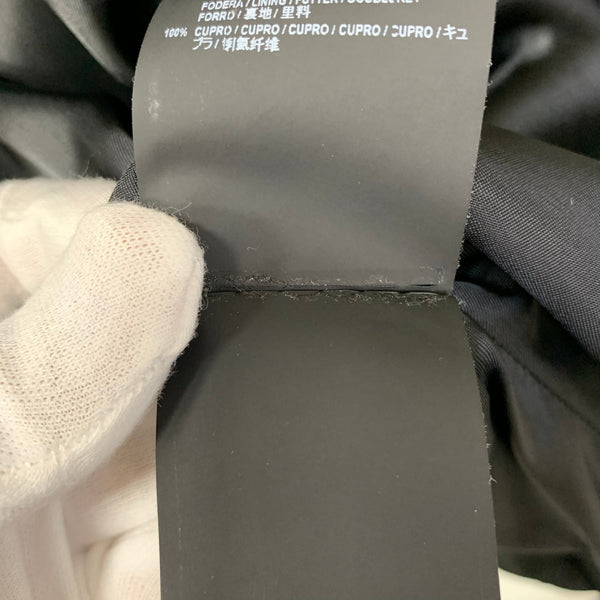 FODERA / LINING / FUTTER / DOUBLURE /
FORRO / 裏地 / 里料
100% CUPRO / CUPRO / CUPRO / CUPRO / CUPRO / キュ
プラ / 铜氨纤维